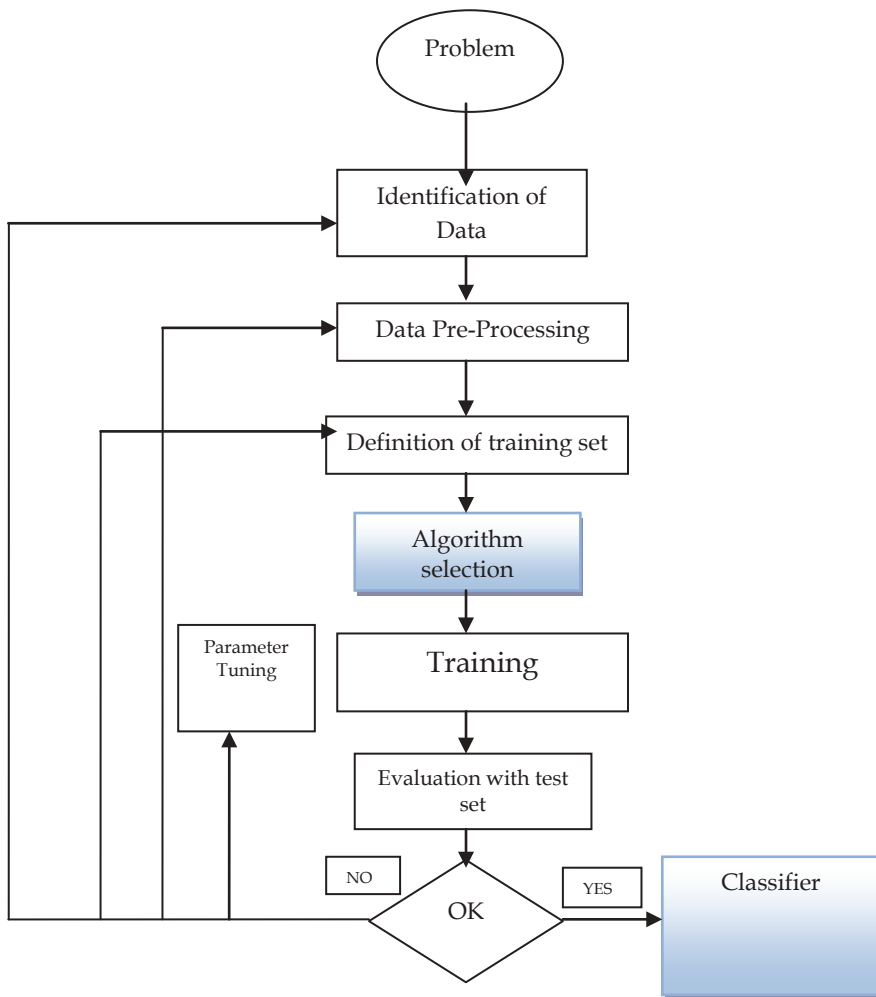 Problem
Identification of
Data
Data Pre-Processing
Definition of training set
Algorithm
selection
Parameter
Tuning
Training
Evaluation with test
set
NO
OK
YES
Classifier